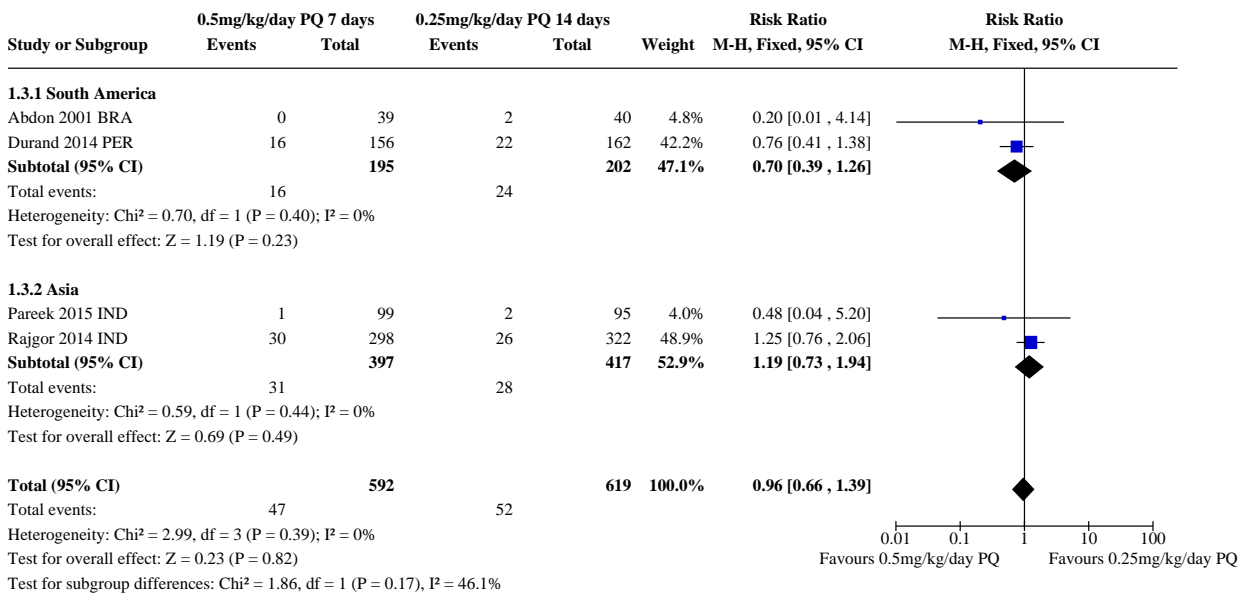 0.5mg/kg/day PQ 7 days 0.25mg/kg/day PQ 14 days Risk Ratio Risk Ratio
Study or Subgroup Events Total Events Total Weight M-H, Fixed, 95% CI M-H, Fixed, 95% CI
1.3.1 South America
Abdon 2001 BRA 0 39 2 40 4.8% 0.20 [0.01 , 4.14]
Durand 2014 PER 16 156 22 162 42.2% 0.76 [0.41 , 1.38]
Subtotal (95% CI) 195 202 47.1% 0.70 [0.39 , 1.26]
Total events: 16 24
Heterogeneity: Chi² = 0.70, df = 1 (P = 0.40); I² = 0%
Test for overall effect: Z = 1.19 (P = 0.23)
1.3.2 Asia
Pareek 2015 IND 1 99 2 95 4.0% 0.48 [0.04 , 5.20]
Rajgor 2014 IND 30 298 26 322 48.9% 1.25 [0.76 , 2.06]
Subtotal (95% CI) 397 417 52.9% 1.19 [0.73 , 1.94]
Total events: 31 28
Heterogeneity: Chi² = 0.59, df = 1 (P = 0.44); I² = 0%
Test for overall effect: Z = 0.69 (P = 0.49)
Total (95% CI) 592 619 100.0% 0.96 [0.66 , 1.39]
Total events: 47 52
Heterogeneity: Chi² = 2.99, df = 3 (P = 0.39); I² = 0%
0.01 0.1 1 10 100
Test for overall effect: Z = 0.23 (P = 0.82)
Favours 0.5mg/kg/day PQ Favours 0.25mg/kg/day PQ
Test for subgroup differences: Chi² = 1.86, df = 1 (P = 0.17), I² = 46.1%